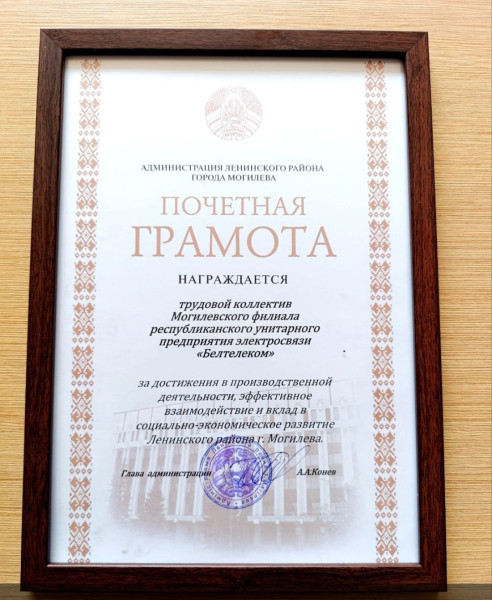 АДМИНИСТРАЦИЯ ЛЕНИНСКОГО РАЙОНА
ГОРОДА МОГИЛЕВА
ПОЧЕТНАЯ
ГРАМОТА
НАГРАЖДАЕТСЯ
трудовой коллектив
Могилевского филиала
республиканского унитарного
предприятия электросвязи
«Белтелеком»
за достижения в производственной
деятельности, эффективное
взаимодействие и вклад в
социально-экономическое развитие
Ленинского района г. Могилева.
Глава администрации
А.А.Конев